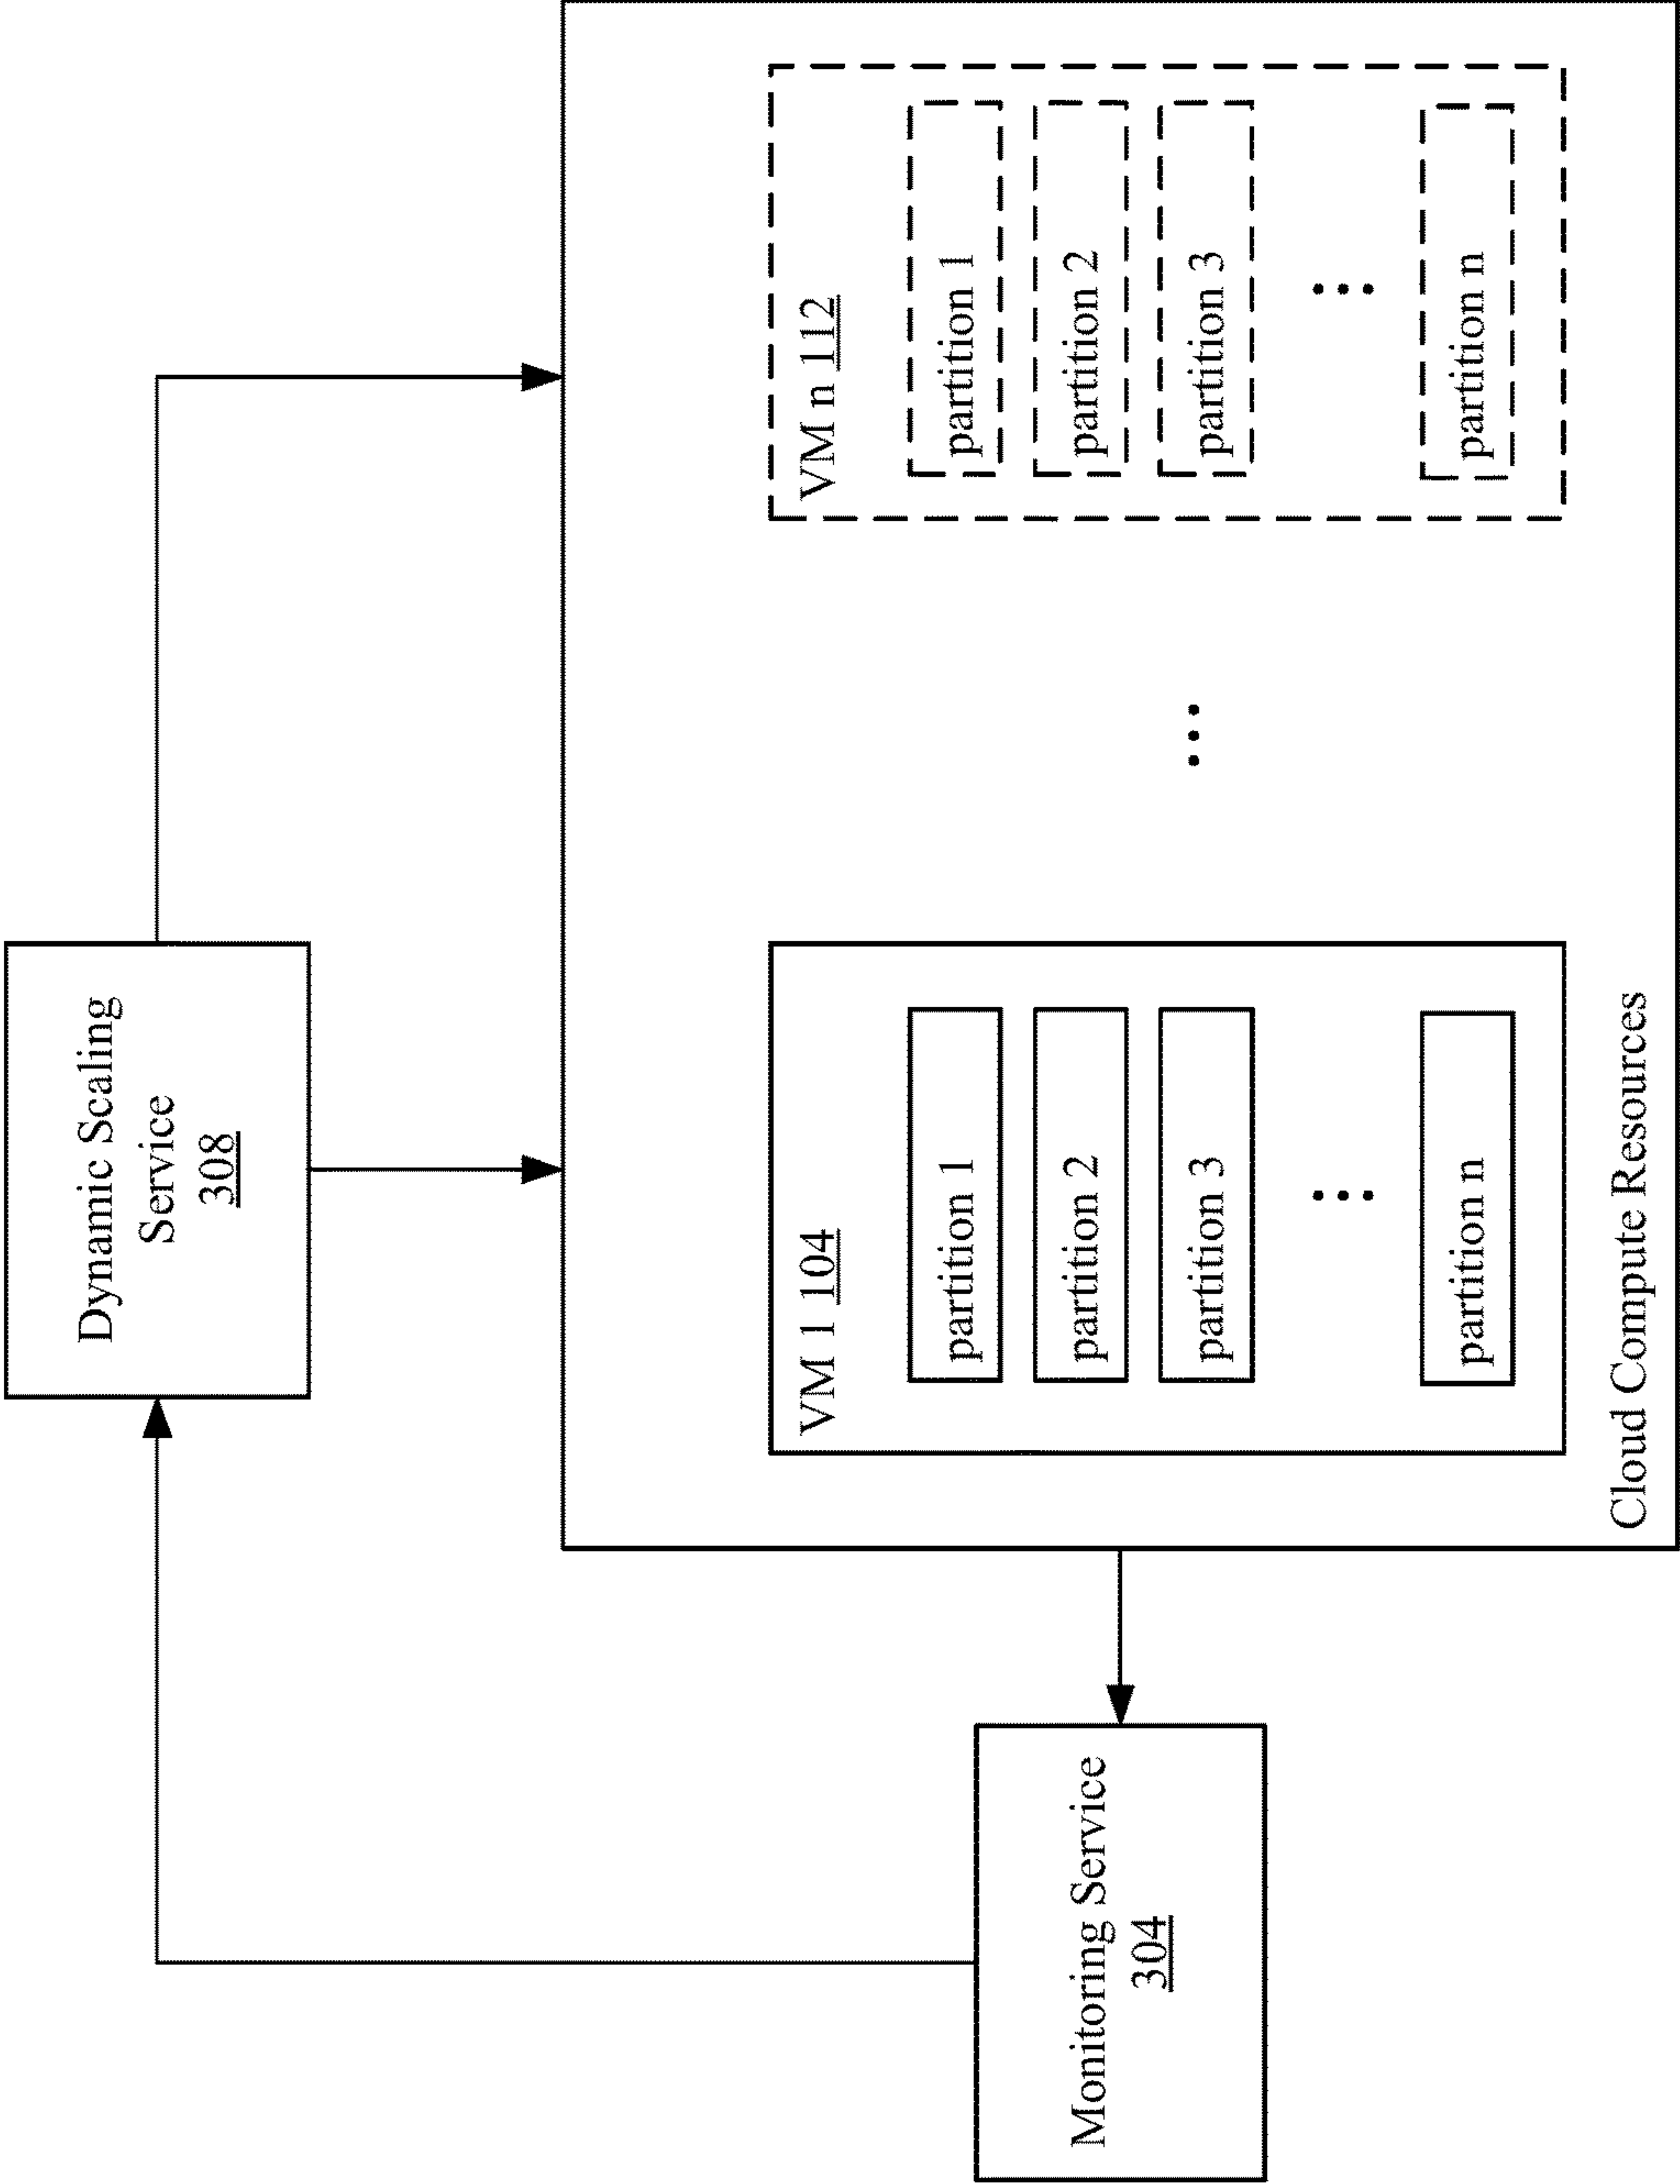 Dynamic Scaling
Service
308
Monitoring Service
304
VM 1 104
partition 1
partition 2
partition 3
...
partition n
...
VM n 112
partition 1
partition 2
partition 3
...
partition n
Cloud Compute Resources